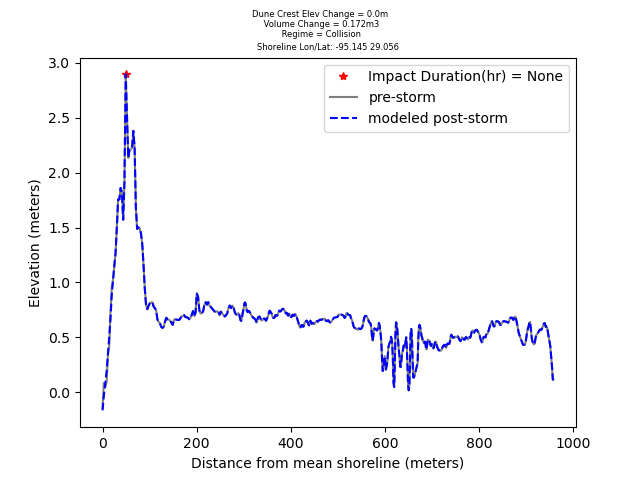 Dune Crest Elev Change = 0.0m
Volume Change = 0.172m3
Regime = Collision
Shoreline Lon/Lat: -95.145 29.056
Impact Duration(hr) = None
pre-storm
modeled post-storm
3.0
2.5
2.0
1.5
1.0
0.5
0.0
Elevation (meters)
0 200 400 600 800 1000
Distance from mean shoreline (meters)